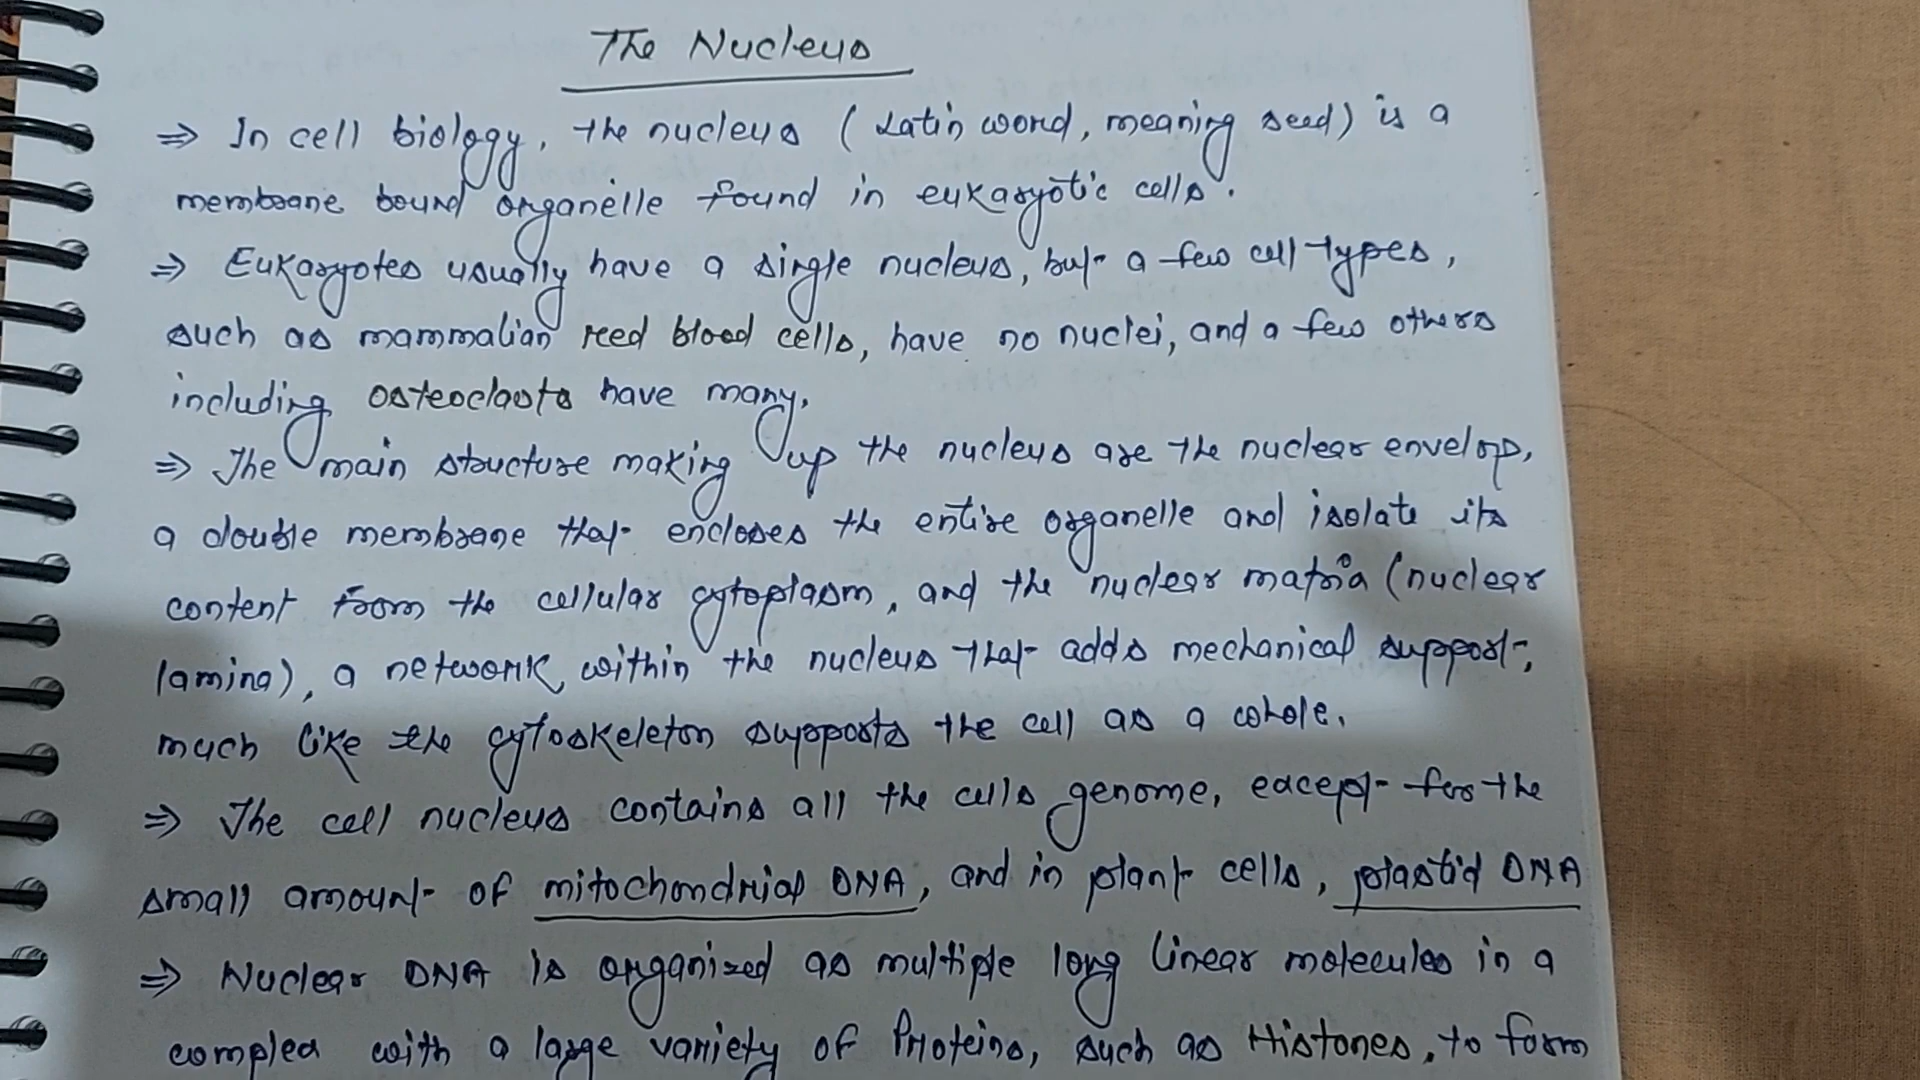 The Nucleus
⇒ In cell biology, the nucleus (Latin word, meaning seed) is a
membrane bound organelle found in eukaryotic cells.
⇒ Eukaryotes usually have a single nucleus, but a few cell types,
such as mammalian reed blood cells, have no nuclei, and a few others
including osteoclasts have many.
⇒ The main structure making up the nucleus are the nuclear envelop,
a double membrane that encloses the entire organelle and isolate its
content from the cellular cytoplasm, and the nuclear matrix (nuclear
lamina), a network within the nucleus that adds mechanical support,
much like the cytoskeleton supports the cell as a whole.
⇒ The cell nucleus contains all the cells genome, except for the
small amount of mitochondrial DNA, and in plant cells, plastid DNA
⇒ Nuclear DNA is organized as multiple long linear molecules in a
complex with a large variety of Proteins, such as Histones, to form